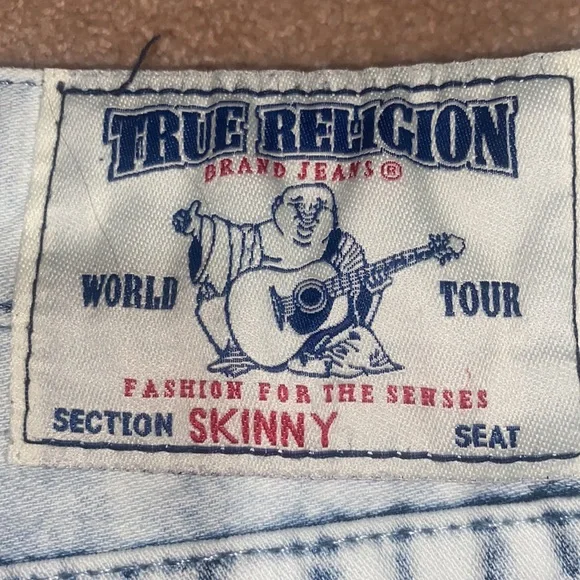 TRUE RELIGION
BRAND JEANS®
WORLD TOUR
FASHION FOR THE SENSES
SECTION SKINNY SEAT